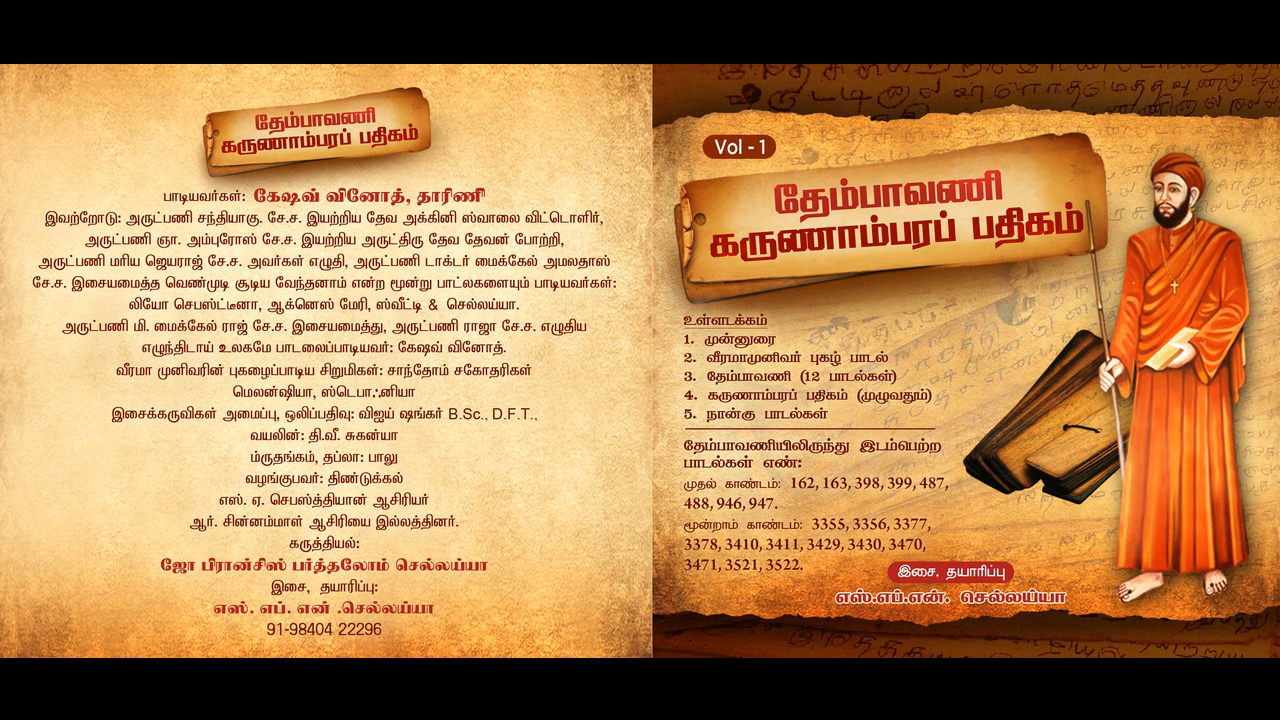 தேம்பாவணி
கருணாம்பரப் பதிகம்
பாடியவர்கள்: கேஷவ் வினோத், தாரிணி
இவற்றோடு: அருட்பணி சந்தியாகு. சே.ச. இயற்றிய தேவ அக்கினி ஸ்வாலை விட்டொளிர்,
அருட்பணி ஞா. அம்புரோஸ் சே.ச. இயற்றிய அருட்திரு தேவ தேவன் போற்றி,
அருட்பணி மரிய ஜெயராஜ் சே.ச. அவர்கள் எழுதி, அருட்பணி டாக்டர் மைக்கேல் அமலதாஸ்
சே.ச. இசையமைத்த வெண்முடி சூடிய வேந்தனாம் என்ற மூன்று பாட்லகளையும் பாடியவர்கள்:
லியோ செபஸ்ட்டீனா, ஆக்னெஸ் மேரி, ஸ்வீட்டி & செல்லய்யா.
அருட்பணி மி. மைக்கேல் ராஜ் சே.ச. இசையமைத்து, அருட்பணி ராஜா சே.ச. எழுதிய
எழுந்திடாய் உலகமே பாடலைப்பாடியவர்: கேஷவ் வினோத்.
வீரமா முனிவரின் புகழைப்பாடிய சிறுமிகள்: சாந்தோம் சகோதரிகள்
மெலன்ஷியா, ஸ்டெபாஃனியா
இசைக்கருவிகள் அமைப்பு, ஒலிப்பதிவு: விஜய் ஷங்கர் B.Sc., D.F.T.,
வயலின்: தி.வீ. சுகன்யா
ம்ருதங்கம், தப்லா: பாலு
வழங்குபவர்: திண்டுக்கல்
எஸ். ஏ. செபஸ்த்தியான் ஆசிரியர்
ஆர். சின்னம்மாள் ஆசிரியை இல்லத்தினர்.
கருத்தியல்:
ஜோ பிரான்சிஸ் பர்த்தலோம் செல்லய்யா
இசை, தயாரிப்பு:
எஸ். எப். என் .செல்லய்யா
91-98404 22296
Vol - 1
தேம்பாவணி
கருணாம்பரப் பதிகம்
உள்ளடக்கம்
1. முன்னுரை
2. வீரமாமுனிவர் புகழ் பாடல்
3. தேம்பாவணி (12 பாடல்கள்)
4. கருணாம்பரப் பதிகம் (முழுவதும்)
5. நான்கு பாடல்கள்
தேம்பாவணியிலிருந்து இடம்பெற்ற
பாடல்கள் எண்:
முதல் காண்டம்: 162, 163, 398, 399, 487,
488, 946, 947.
மூன்றாம் காண்டம்: 3355, 3356, 3377,
3378, 3410, 3411, 3429, 3430, 3470,
3471, 3521, 3522.
இசை, தயாரிப்பு
எஸ்.எப்.என். செல்லய்யா